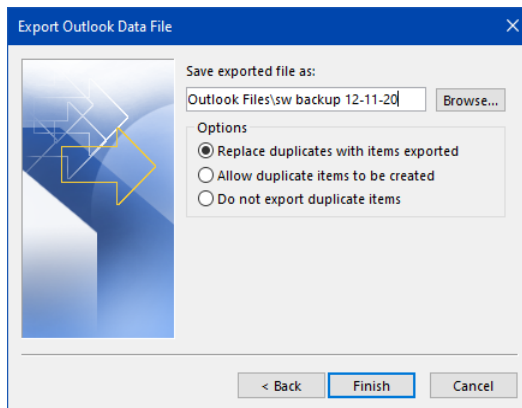 Export Outlook Data File
Save exported file as:
Outlook Files\sw backup 12-11-20
Browse...
Options
Replace duplicates with items exported
Allow duplicate items to be created
Do not export duplicate items
< Back
Finish
Cancel